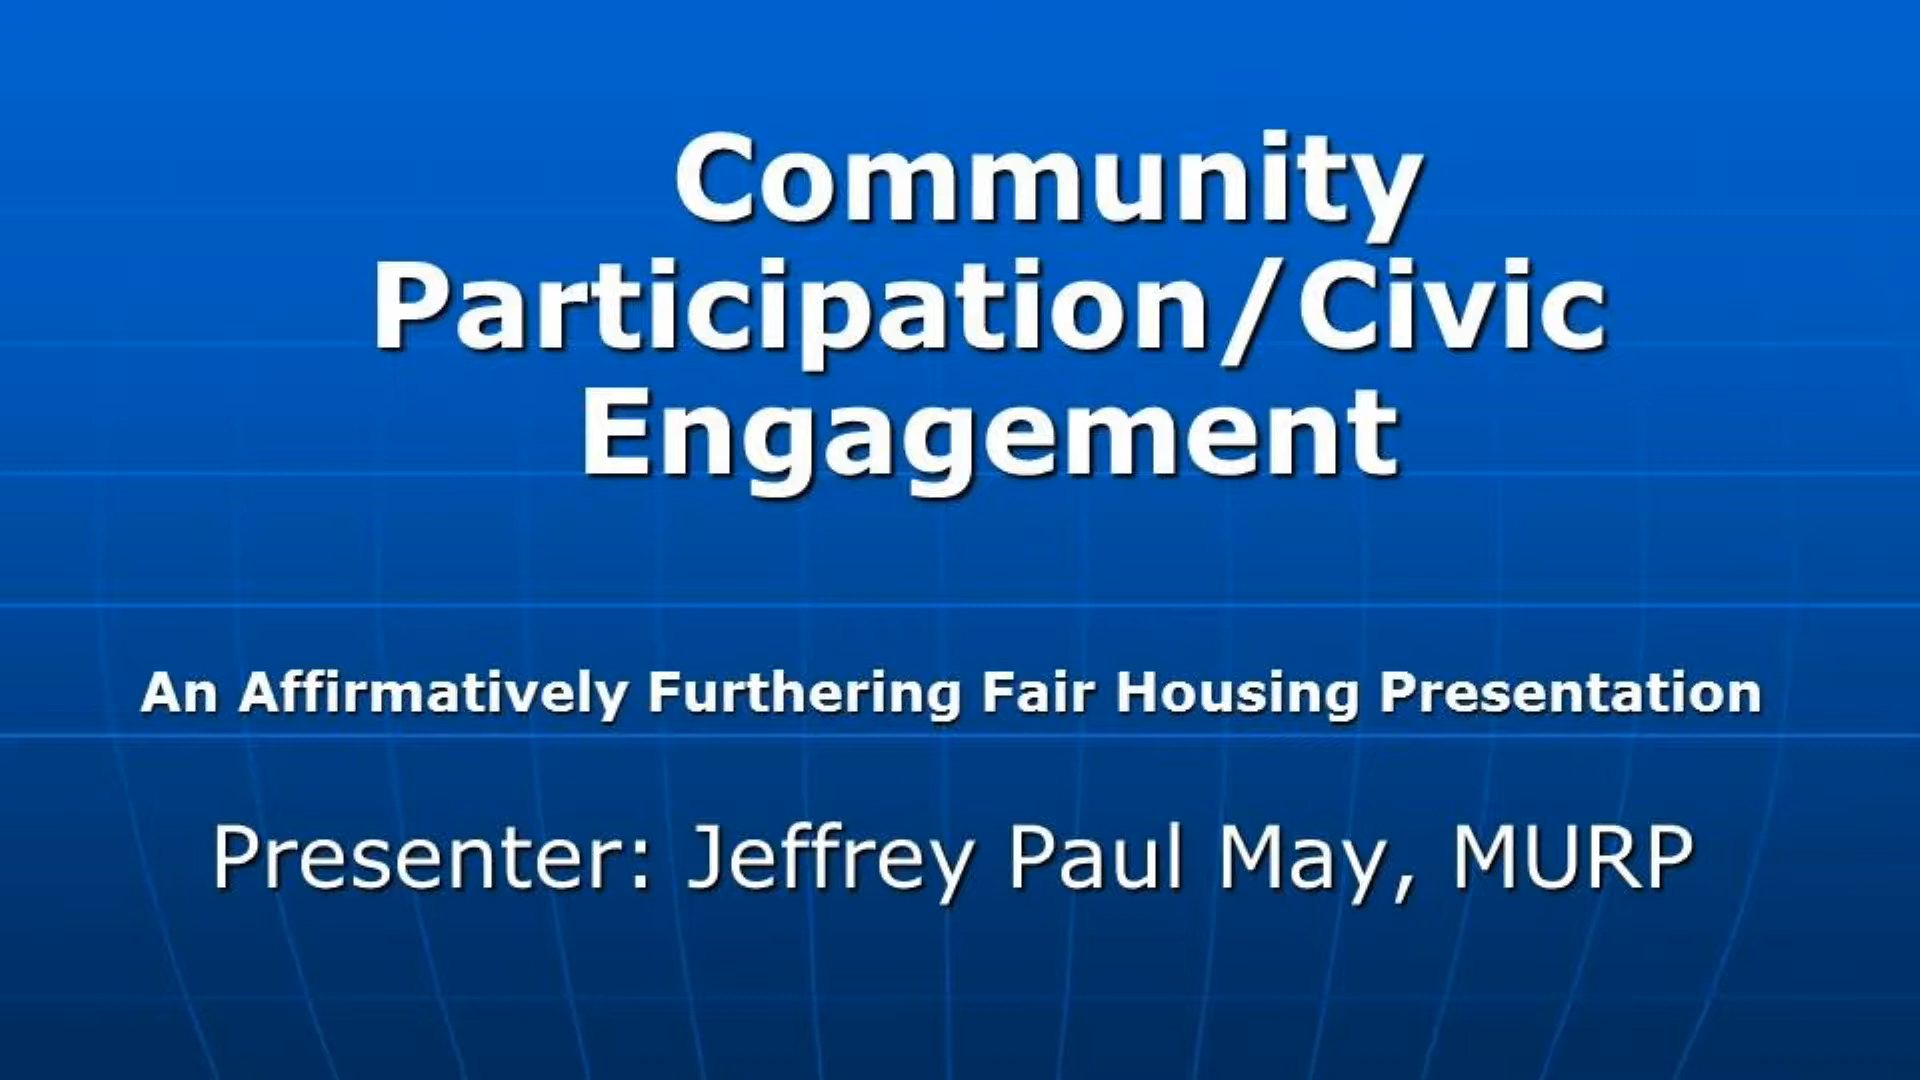 Community
Participation/Civic
Engagement
An Affirmatively Furthering Fair Housing Presentation
Presenter: Jeffrey Paul May, MURP